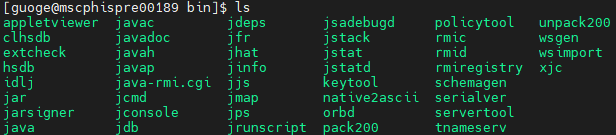 [guoge@mscphispre00189 bin]$ ls
appletviewer javac jdeps jsadebugd policytool unpack200
clhsdb javadoc jfr jstack rmic wsgen
extcheck javah jhat jstat rmid wsimport
hsdb javap jinfo jstatd rmiregistry xjc
idlj java-rmi.cgi jjs keytool schemagen
jar jcmd jmap native2ascii serialver
jarsigner jconsole jps orbd servertool
java jdb jrunscript pack200 tnameserv